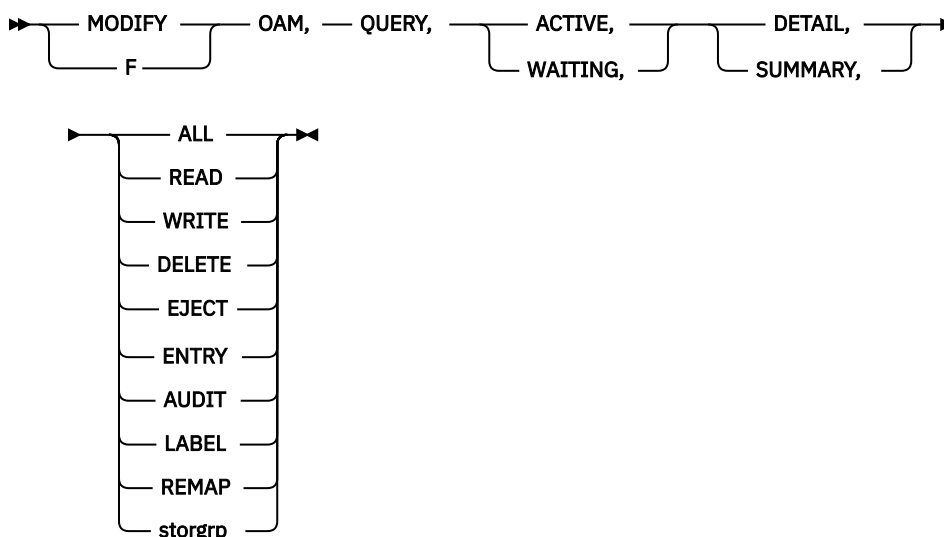 MODIFY OAM, QUERY, ACTIVE, DETAIL,
F WAITING, SUMMARY,
ALL
READ
WRITE
DELETE
EJECT
ENTRY
AUDIT
LABEL
REMAP
storgrp